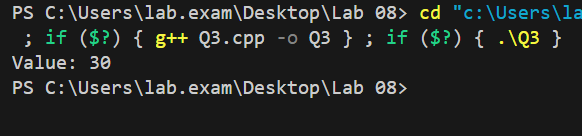 PS C:\Users\lab.exam\Desktop\Lab 08> cd "c:\Users\la
; if ($?) { g++ Q3.cpp -o Q3 } ; if ($?) { .\Q3 }
Value: 30
PS C:\Users\lab.exam\Desktop\Lab 08>